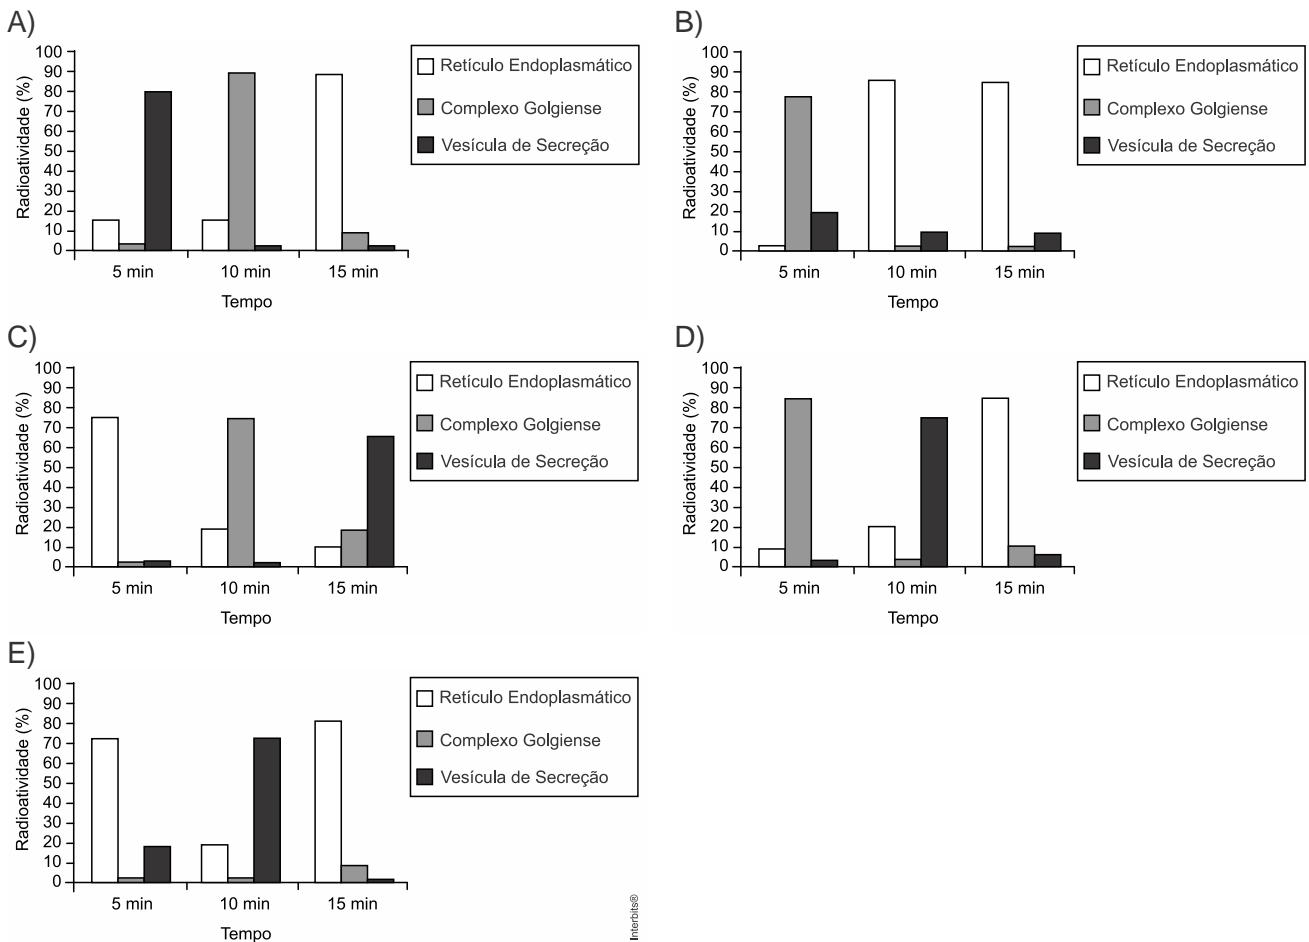 A)
100
90
80
70
60
50
40
30
20
10
0
Radioatividade (%)
5 min 10 min 15 min
Tempo
Retículo Endoplasmático
Complexo Golgiense
Vesícula de Secreção
B)
100
90
80
70
60
50
40
30
20
10
0
Radioatividade (%)
5 min 10 min 15 min
Tempo
Retículo Endoplasmático
Complexo Golgiense
Vesícula de Secreção
C)
100
90
80
70
60
50
40
30
20
10
0
Radioatividade (%)
5 min 10 min 15 min
Tempo
Retículo Endoplasmático
Complexo Golgiense
Vesícula de Secreção
D)
100
90
80
70
60
50
40
30
20
10
0
Radioatividade (%)
5 min 10 min 15 min
Tempo
Retículo Endoplasmático
Complexo Golgiense
Vesícula de Secreção
E)
100
90
80
70
60
50
40
30
20
10
0
Radioatividade (%)
5 min 10 min 15 min
Tempo
Retículo Endoplasmático
Complexo Golgiense
Vesícula de Secreção
Interbits®